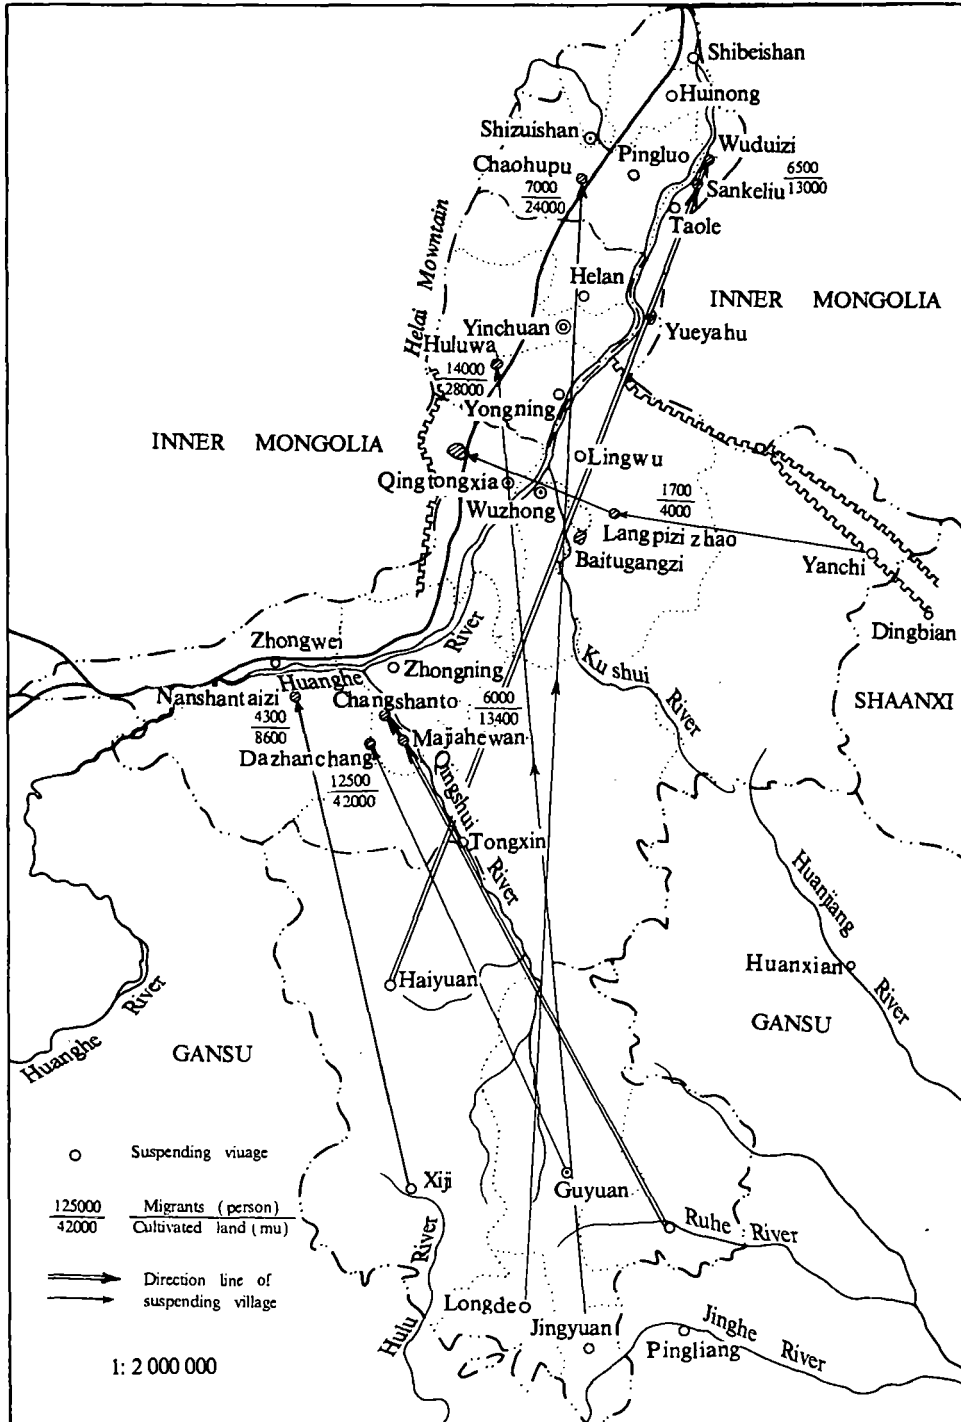 Shibeishan
Huinong
Shizuishan
Wuduizi
Pingluo
Chaohupu
6500
13000
7000
24000
Sankeliu
Taole
Helai Mowntain
Helan
INNER MONGOLIA
Yinchuan
Yueyahu
Huluwa
14000
28000
Yongning
INNER MONGOLIA
Lingwu
Qingtongxia
1700
4000
Wuzhong
Langpizi zhao
Baitugangzi
Yanchi
Dingbian
Zhongwei
River
Zhongning
Kushui
River
Huanghe
Nanshantaizi
Changshanto
6000
13400
SHAANXI
4300
8600
Majiahewan
Dazhanchang
12500
42000
Qingshui
River
Tongxin
Huanjiang
River
Haiyuan
Huanxian
Huanghe
River
GANSU
GANSU
Suspending viuage
Xiji
Guyuan
125000
42000
Migrants (person)
Cultivated land (mu)
Ruhe River
Direction line of
suspending village
Hulu
River
Longde
Jingyuan
Pingliang
Jinghe
River
1: 2 000 000